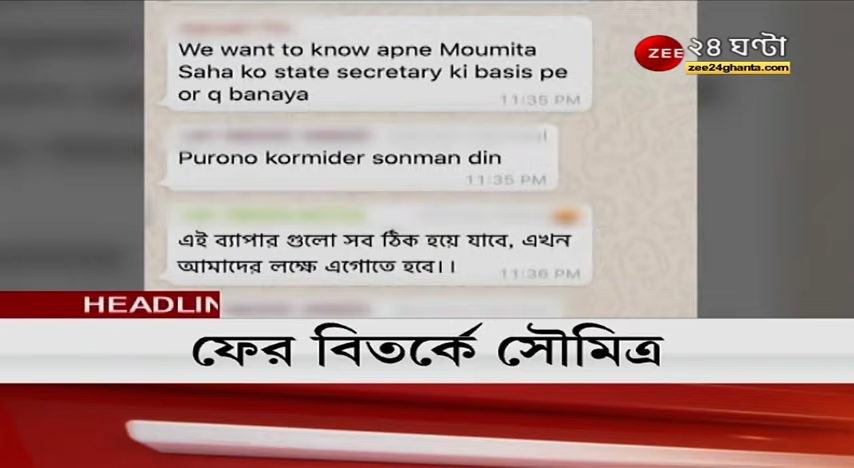 We want to know apne Moumita
Saha ko state secretary ki basis pe
or q banaya
11:35 PM
Purono kormider sonman din
11:35 PM
এই ব্যাপার গুলো সব ঠিক হয়ে যাবে, এখন
আমাদের লক্ষে এগোতে হবে।।
11:36 PM
ZEE ২৪ ঘণ্টা
zee24ghanta.com
HEADLIN
ফের বিতর্কে সৌমিত্র